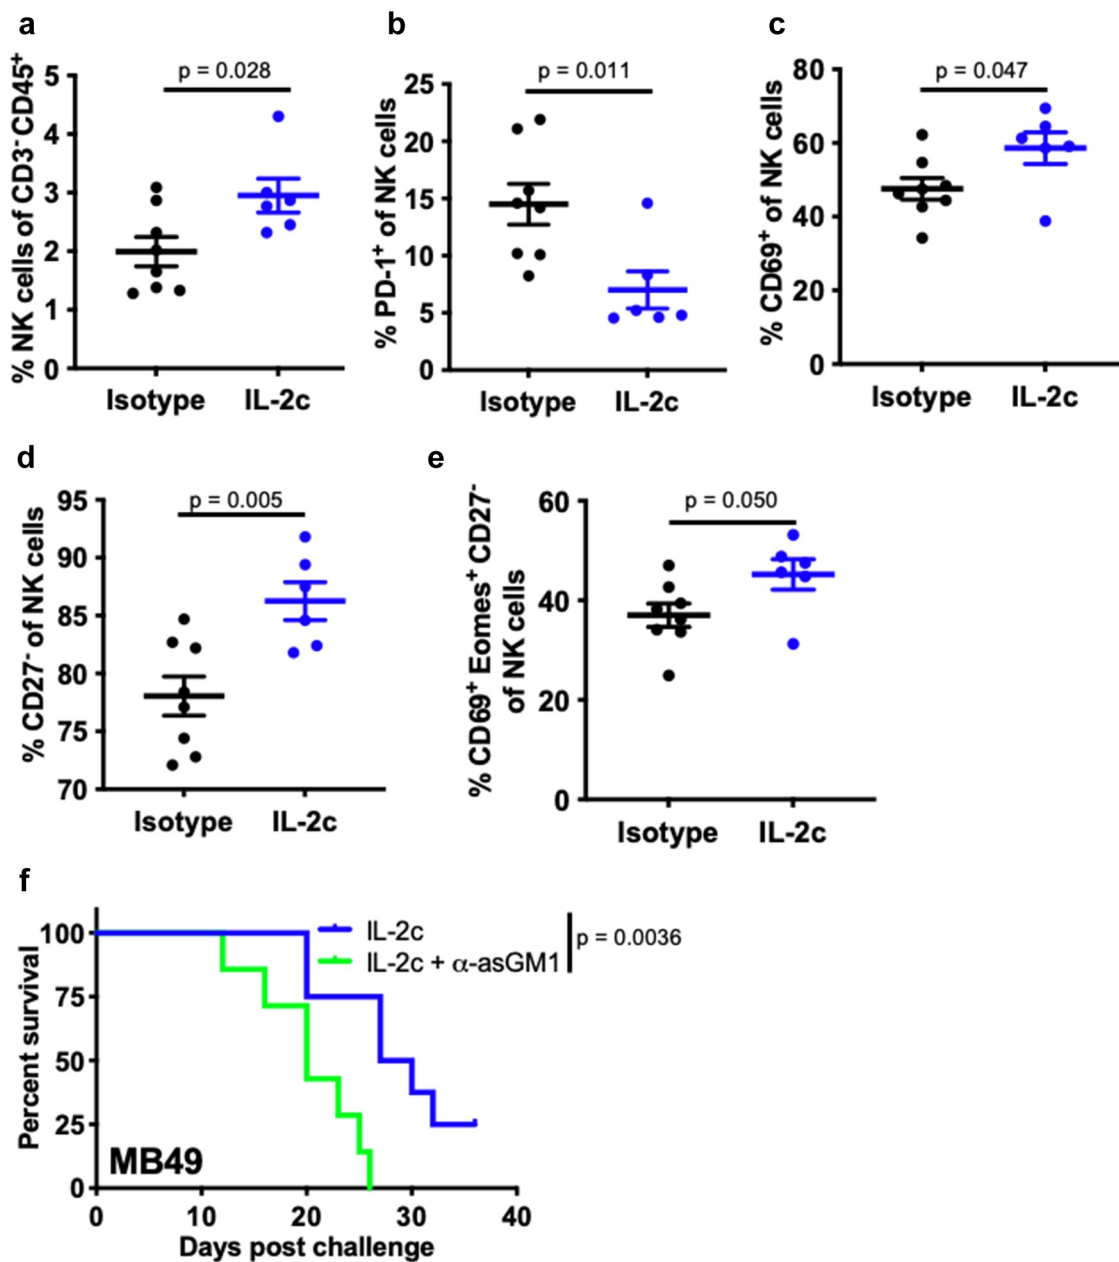 a
p = 0.028
% NK cells of CD3⁻ CD45⁺
5
4
3
2
1
0
Isotype IL-2c
b
p = 0.011
% PD-1⁺ of NK cells
25
20
15
10
5
0
Isotype IL-2c
c
p = 0.047
% CD69⁺ of NK cells
80
60
40
20
0
Isotype IL-2c
d
p = 0.005
% CD27⁻ of NK cells
95
90
85
80
75
70
Isotype IL-2c
e
p = 0.050
% CD69⁺ Eomes⁺ CD27⁻
of NK cells
60
40
20
0
Isotype IL-2c
f
IL-2c
IL-2c + α-asGM1
p = 0.0036
Percent survival
100
75
50
25
0
MB49
0 10 20 30 40
Days post challenge